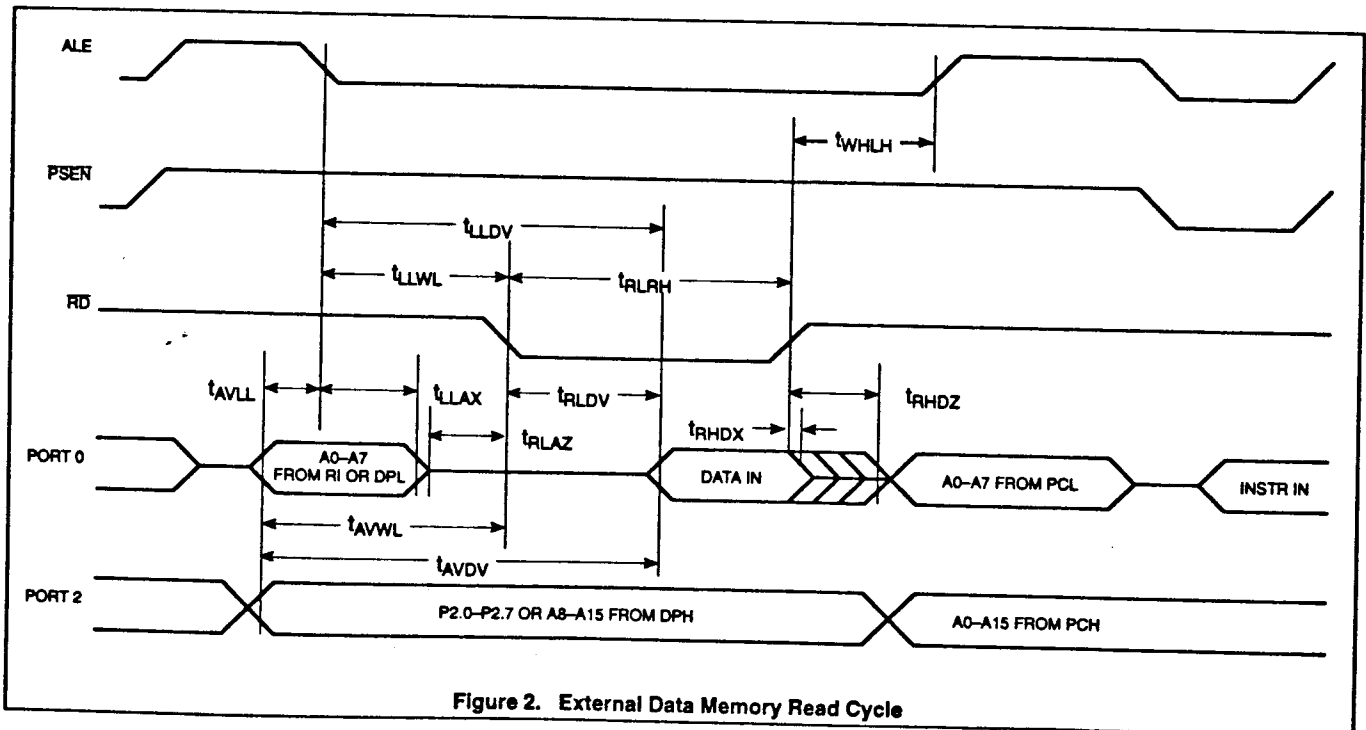 ALE
tWHLH
PSEN
tLLDV
tLLWL
tRLRH
RD
tAVLL
tLLAX
tRLDV
tRHDZ
tRLAZ
tRHDX
PORT 0
A0–A7
FROM RI OR DPL
DATA IN
A0–A7 FROM PCL
INSTR IN
tAVWL
tAVDV
PORT 2
P2.0–P2.7 OR A8–A15 FROM DPH
A0–A15 FROM PCH
Figure 2. External Data Memory Read Cycle